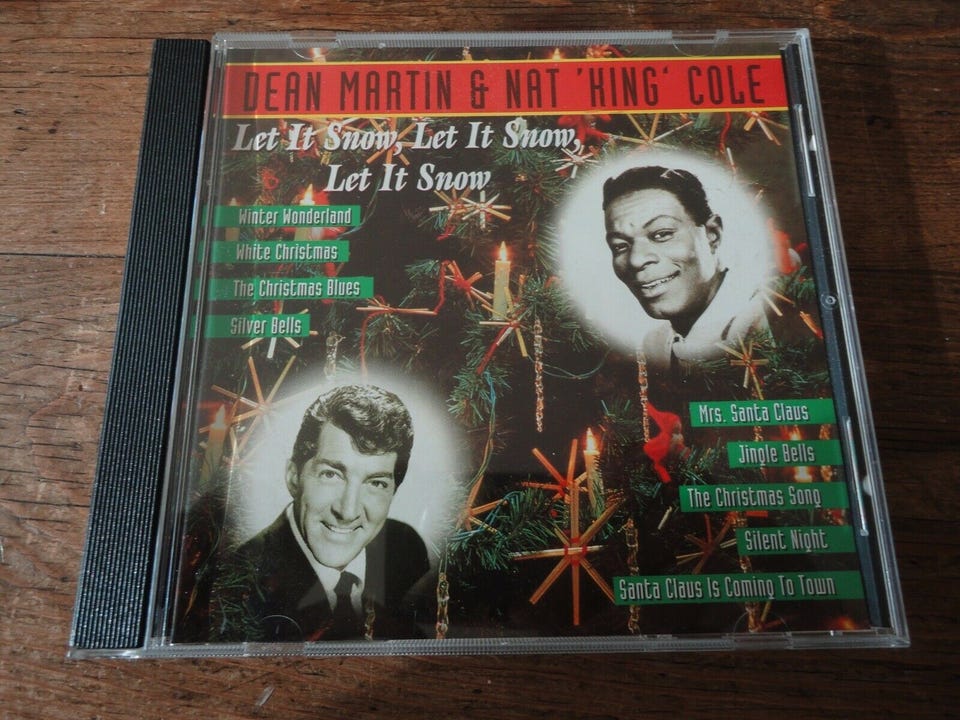 DEAN MARTIN & NAT 'KING' COLE
Let It Snow, Let It Snow,
Let It Snow
Winter Wonderland
White Christmas
The Christmas Blues
Silver Bells
Mrs. Santa Claus
Jingle Bells
The Christmas Song
Silent Night
Santa Claus Is Coming To Town